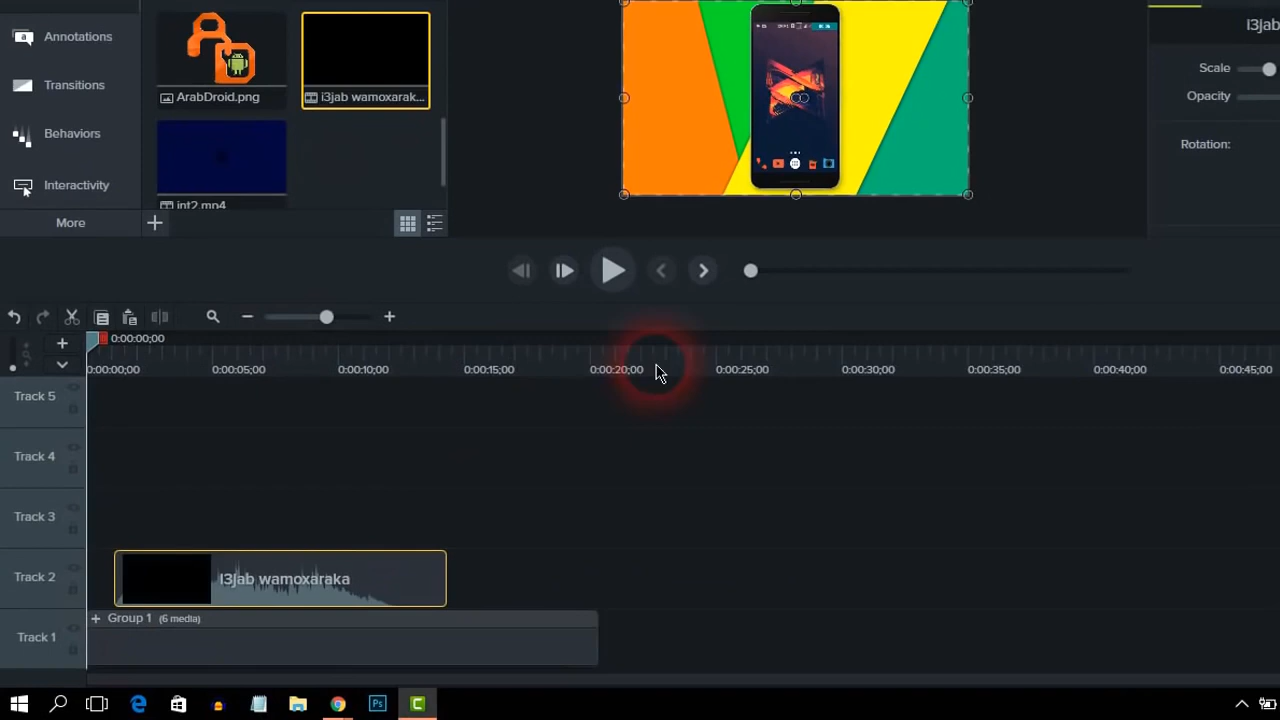 Annotations
Transitions
Behaviors
Interactivity
More
ArabDroid.png
i3jab wamoxarak...
int2.mp4
l3jab
Scale
Opacity
Rotation:
0:00:00;00
0:00:00;00 0:00:05;00 0:00:10;00 0:00:15;00 0:00:20;00 0:00:25;00 0:00:30;00 0:00:35;00 0:00:40;00 0:00:45;00
Track 5
Track 4
Track 3
Track 2
I3jab wamoxaraka
Group 1 (6 media)
Track 1
Ps